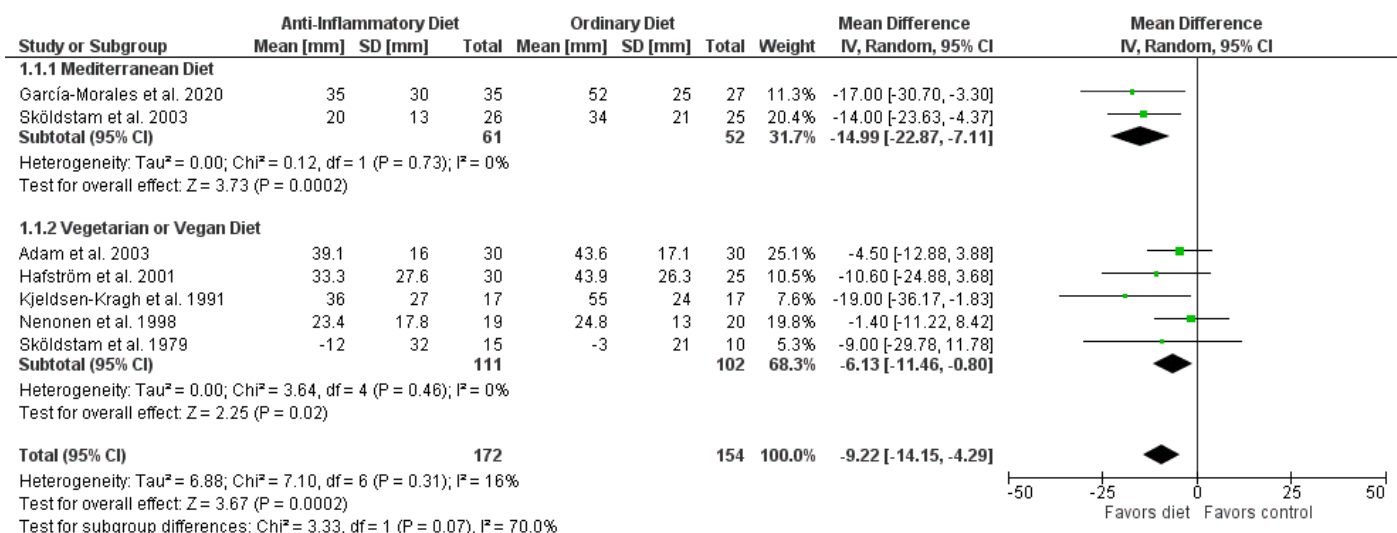 Anti-Inflammatory Diet Ordinary Diet Mean Difference Mean Difference
Study or Subgroup Mean [mm] SD [mm] Total Mean [mm] SD [mm] Total Weight IV, Random, 95% CI IV, Random, 95% CI
1.1.1 Mediterranean Diet
García-Morales et al. 2020 35 30 35 52 25 27 11.3% -17.00 [-30.70, -3.30]
Sköldstam et al. 2003 20 13 26 34 21 25 20.4% -14.00 [-23.63, -4.37]
Subtotal (95% CI) 61 52 31.7% -14.99 [-22.87, -7.11]
Heterogeneity: Tau² = 0.00; Chi² = 0.12, df = 1 (P = 0.73); I² = 0%
Test for overall effect: Z = 3.73 (P = 0.0002)
1.1.2 Vegetarian or Vegan Diet
Adam et al. 2003 39.1 16 30 43.6 17.1 30 25.1% -4.50 [-12.88, 3.88]
Hafström et al. 2001 33.3 27.6 30 43.9 26.3 25 10.5% -10.60 [-24.88, 3.68]
Kjeldsen-Kragh et al. 1991 36 27 17 55 24 17 7.6% -19.00 [-36.17, -1.83]
Nenonen et al. 1998 23.4 17.8 19 24.8 13 20 19.8% -1.40 [-11.22, 8.42]
Sköldstam et al. 1979 -12 32 15 -3 21 10 5.3% -9.00 [-29.78, 11.78]
Subtotal (95% CI) 111 102 68.3% -6.13 [-11.46, -0.80]
Heterogeneity: Tau² = 0.00; Chi² = 3.64, df = 4 (P = 0.46); I² = 0%
Test for overall effect: Z = 2.25 (P = 0.02)
Total (95% CI) 172 154 100.0% -9.22 [-14.15, -4.29]
Heterogeneity: Tau² = 6.88; Chi² = 7.10, df = 6 (P = 0.31); I² = 16%
Test for overall effect: Z = 3.67 (P = 0.0002)
Test for subgroup differences: Chi² = 3.33, df = 1 (P = 0.07), I² = 70.0%
-50 -25 0 25 50
Favors diet Favors control